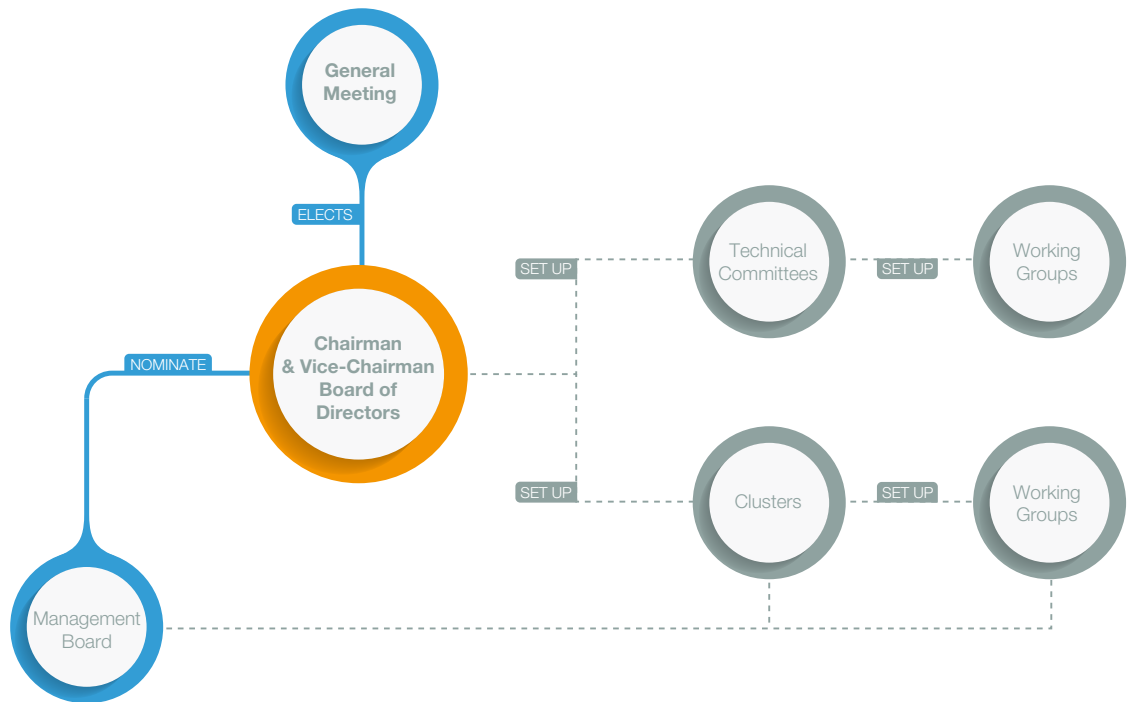 General
Meeting
ELECTS
Technical
Committees
Working
Groups
SET UP
SET UP
Chairman
& Vice-Chairman
Board of
Directors
NOMINATE
SET UP
SET UP
Clusters
Working
Groups
Management
Board